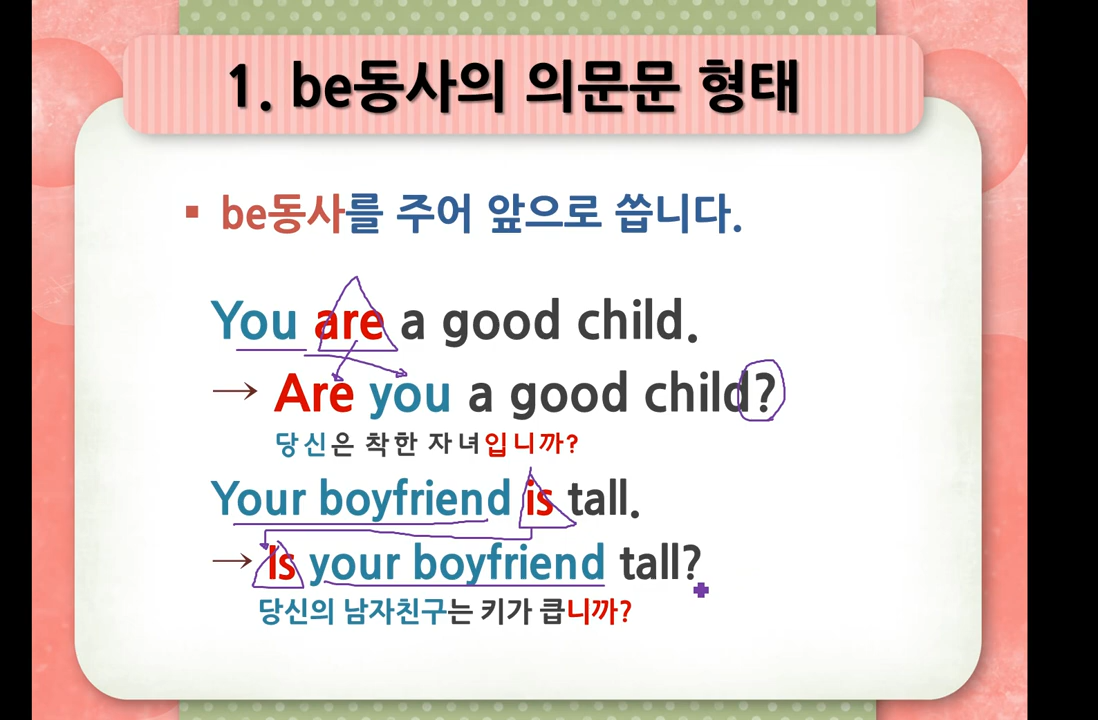 1. be동사의 의문문 형태
▪ be동사를 주어 앞으로 씁니다.
You are a good child.
→ Are you a good child?
당신은 착한 자녀입니까?
Your boyfriend is tall.
→ Is your boyfriend tall?
당신의 남자친구는 키가 큽니까?